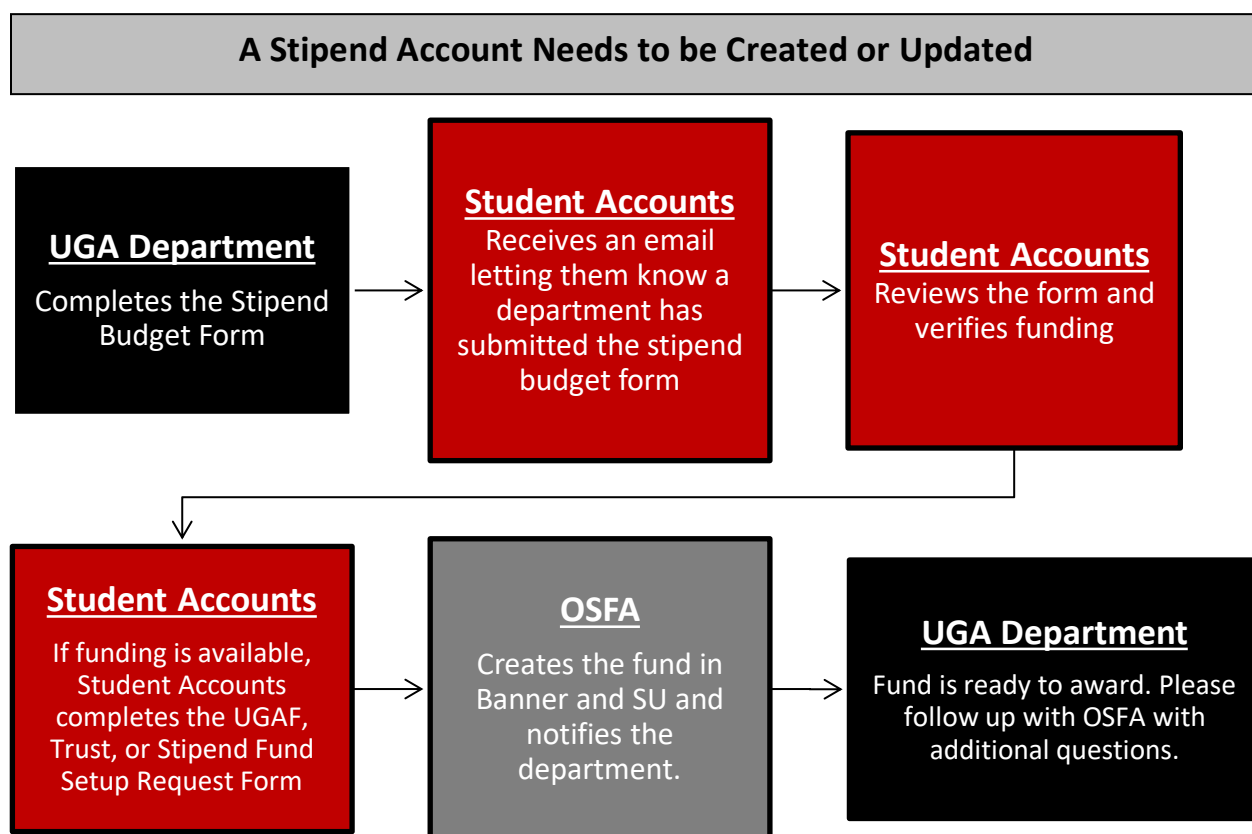 A Stipend Account Needs to be Created or Updated
UGA Department
Completes the Stipend
Budget Form
Student Accounts
Receives an email
letting them know a
department has
submitted the stipend
budget form
Student Accounts
Reviews the form and
verifies funding
Student Accounts
If funding is available,
Student Accounts
completes the UGAF,
Trust, or Stipend Fund
Setup Request Form
OSFA
Creates the fund in
Banner and SU and
notifies the
department.
UGA Department
Fund is ready to award. Please
follow up with OSFA with
additional questions.